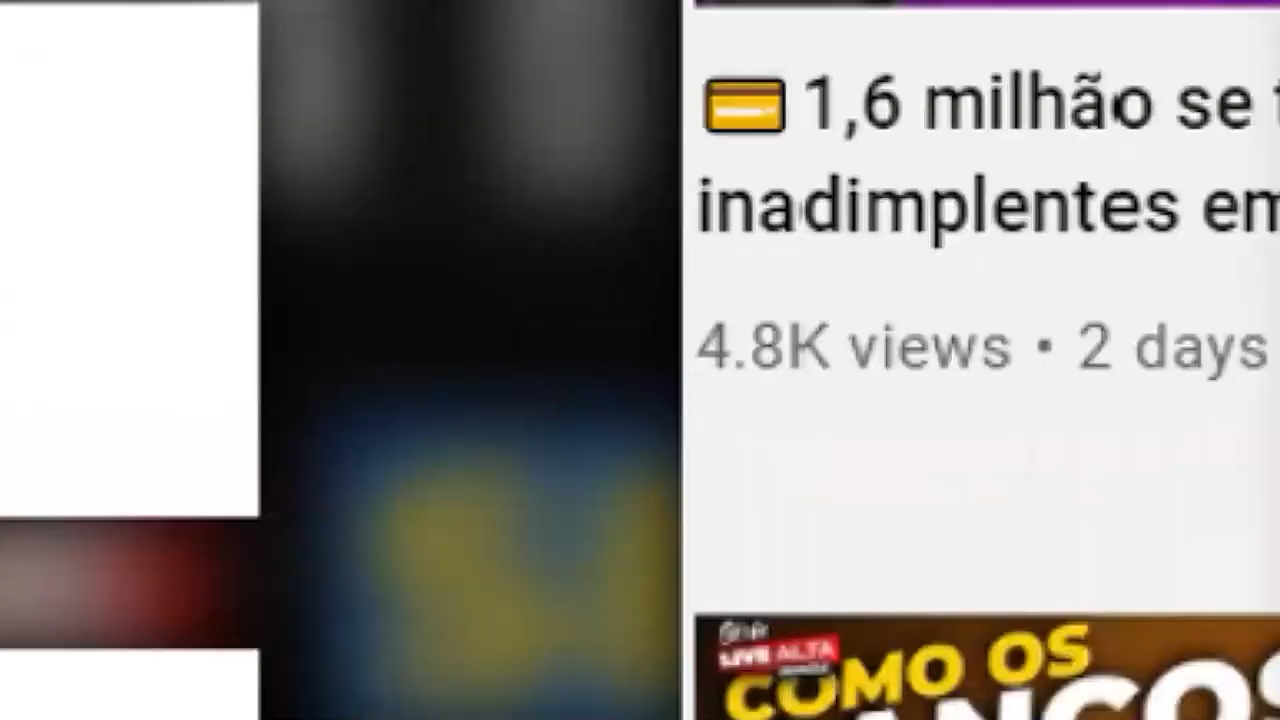 1,6 milhão se
inadimplentes em
4.8K views • 2 days
LIVE ALTA
COMO OS